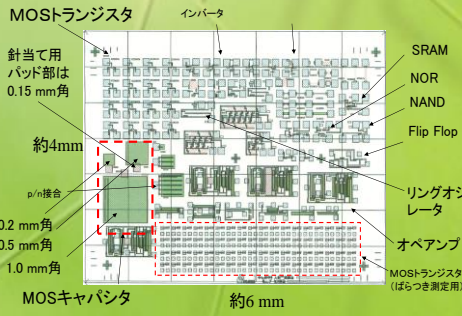 MOSトランジスタ
インバータ
針当て用
パッド部は
0.15 mm角
SRAM
NOR
NAND
Flip Flop
約4mm
p/n接合
リングオシ
レータ
0.2 mm角
0.5 mm角
1.0 mm角
オペアンプ
MOSトランジスタ
(ばらつき測定用)
MOSキャパシタ
約6 mm